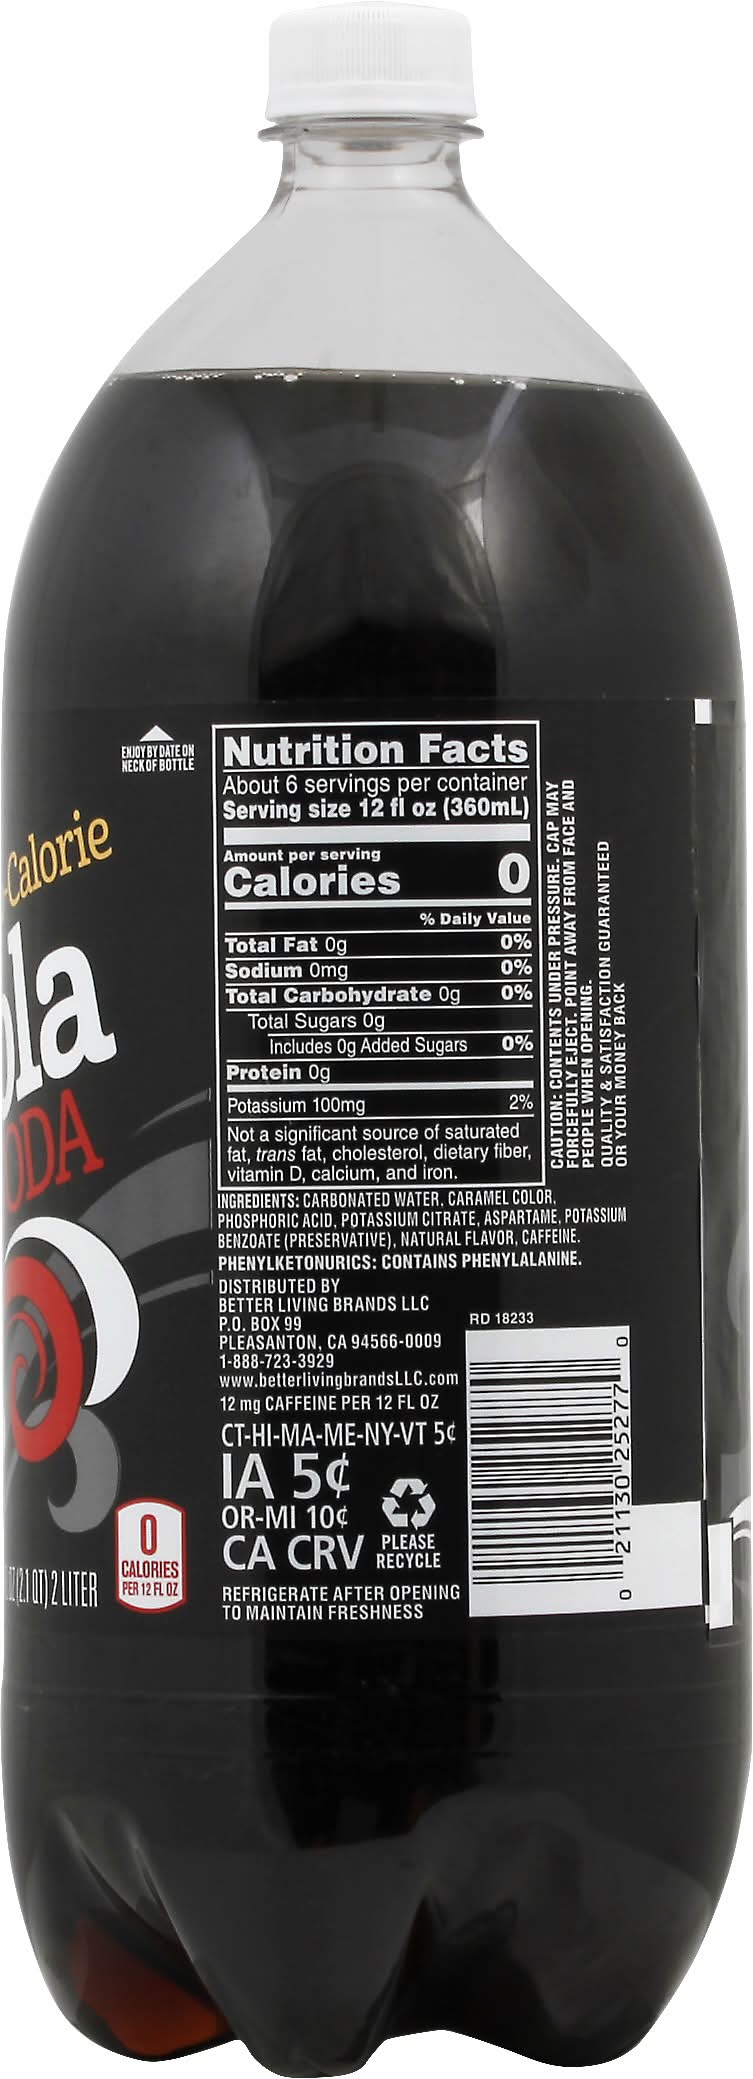 ENJOY BY DATE ON
NECK OF BOTTLE
-Calorie
ola
ODA
OZ (2.1 QT) 2 LITER
0
CALORIES
PER 12 FL OZ
Nutrition Facts
About 6 servings per container
Serving size 12 fl oz (360mL)
Amount per serving
Calories 0
% Daily Value
Total Fat 0g 0%
Sodium 0mg 0%
Total Carbohydrate 0g 0%
Total Sugars 0g
Includes 0g Added Sugars 0%
Protein 0g
Potassium 100mg 2%
Not a significant source of saturated
fat, trans fat, cholesterol, dietary fiber,
vitamin D, calcium, and iron.
CAUTION: CONTENTS UNDER PRESSURE. CAP MAY
FORCEFULLY EJECT. POINT AWAY FROM FACE AND
PEOPLE WHEN OPENING.
QUALITY & SATISFACTION GUARANTEED
OR YOUR MONEY BACK
INGREDIENTS: CARBONATED WATER, CARAMEL COLOR,
PHOSPHORIC ACID, POTASSIUM CITRATE, ASPARTAME, POTASSIUM
BENZOATE (PRESERVATIVE), NATURAL FLAVOR, CAFFEINE.
PHENYLKETONURICS: CONTAINS PHENYLALANINE.
DISTRIBUTED BY
BETTER LIVING BRANDS LLC
P.O. BOX 99
PLEASANTON, CA 94566-0009
1-888-723-3929
www.betterlivingbrandsLLC.com
12 mg CAFFEINE PER 12 FL OZ
CT-HI-MA-ME-NY-VT 5¢
IA 5¢
OR-MI 10¢
CA CRV
PLEASE
RECYCLE
REFRIGERATE AFTER OPENING
TO MAINTAIN FRESHNESS
RD 18233
0 21130 25277 0